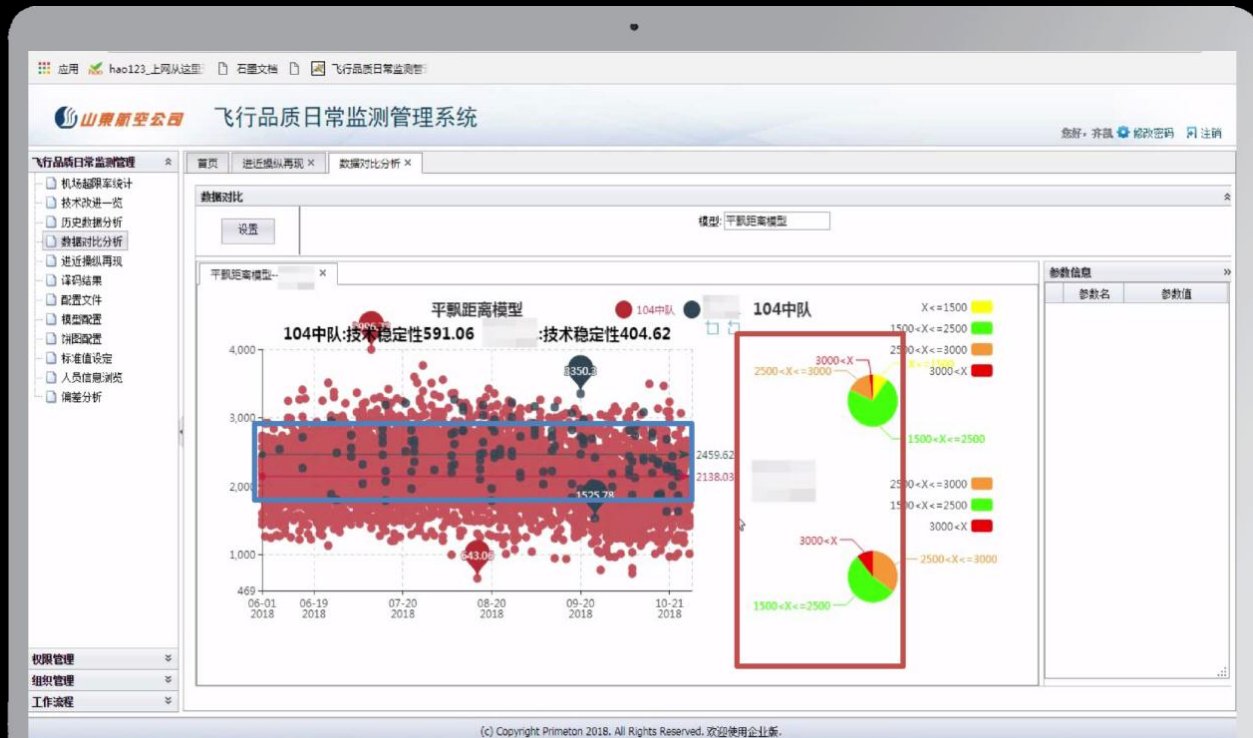 应用 hao123_上网从这里 石墨文档 飞行品质日常监测管
山東航空公司 飞行品质日常监测管理系统
您好,齐凯 修改密码 注销
飞行品质日常监测管理
机场超限率统计
技术改进一览
历史数据分析
数据对比分析
进近操纵再现
译码结果
配置文件
模型配置
饼图配置
标准值设定
人员信息浏览
偏差分析
权限管理
组织管理
工作流程
首页 进近操纵再现 × 数据对比分析 ×
数据对比
设置
模型: 平飘距离模型
平飘距离模型-- ×
平飘距离模型
104中队
104中队:技术稳定性591.06 :技术稳定性404.62
4,000
3,000
2,000
1,000
469
3350.3
1525.78
643.06
2459.62
2138.03
06-01 2018
06-19 2018
07-20 2018
08-20 2018
09-20 2018
10-21 2018
104中队
X<=1500
1500<X<=2500
2500<X<=3000
3000<X
3000<X
2500<X<=3000
1500<X<=2500
2500<X<=3000
1500<X<=2500
3000<X
3000<X
2500<X<=3000
1500<X<=2500
参数信息
参数名 参数值
(c) Copyright Primeton 2018. All Rights Reserved. 欢迎使用企业版.